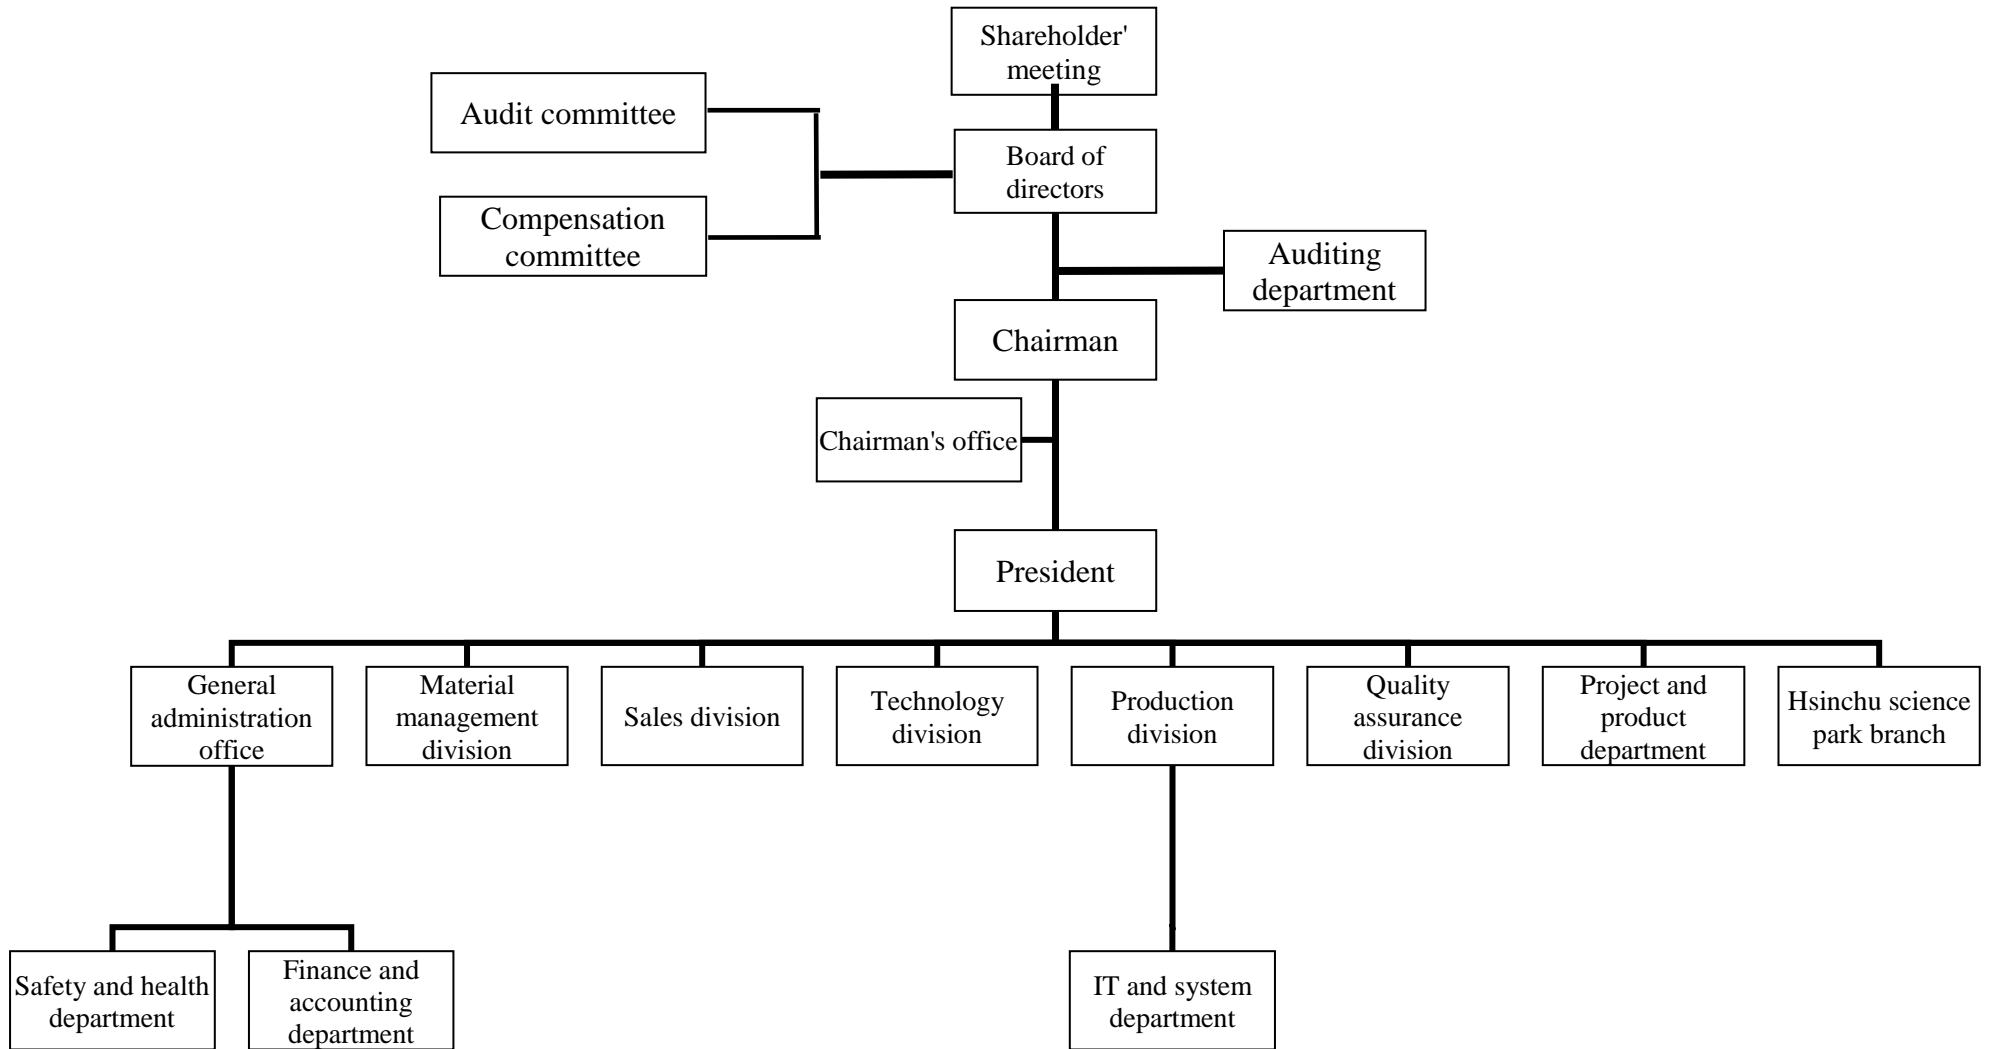 Shareholder'
meeting
Audit committee
Board of
directors
Compensation
committee
Auditing
department
Chairman
Chairman's office
President
General
administration
office
Material
management
division
Sales division
Technology
division
Production
division
Quality
assurance
division
Project and
product
department
Hsinchu science
park branch
Safety and health
department
Finance and
accounting
department
IT and system
department